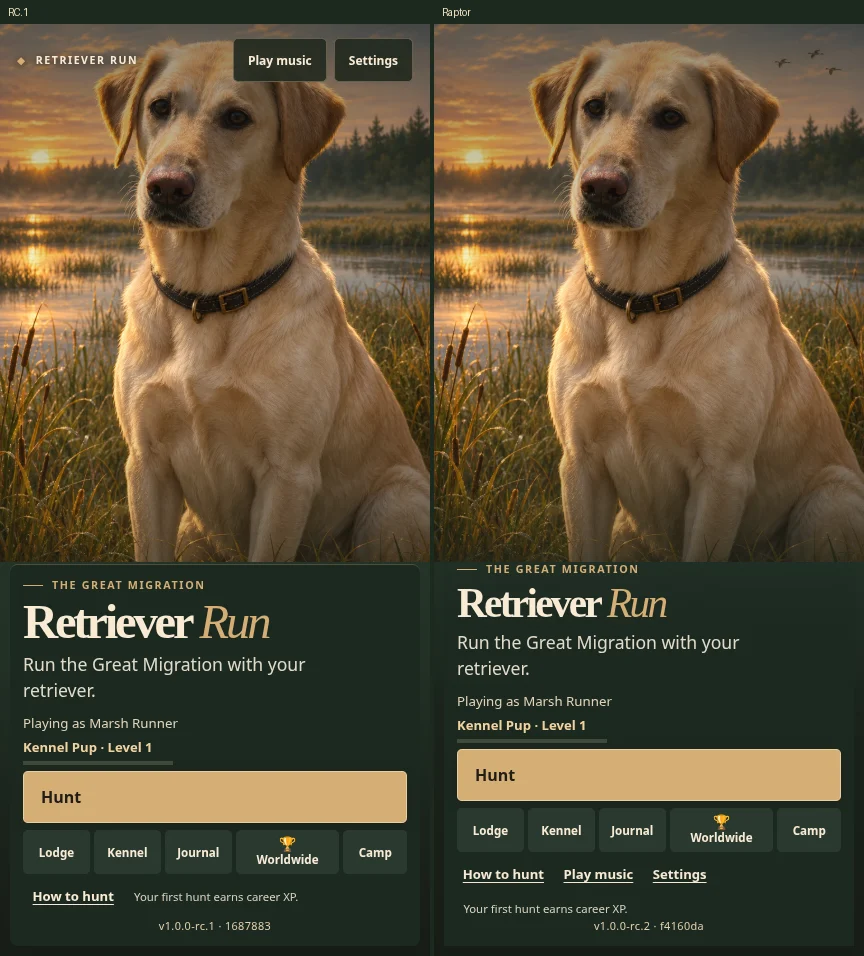 RC.1
RETRIEVER RUN
Play music
Settings
THE GREAT MIGRATION
Retriever Run
Run the Great Migration with your
retriever.
Playing as Marsh Runner
Kennel Pup · Level 1
Hunt
Lodge
Kennel
Journal
🏆
Worldwide
Camp
How to hunt
Your first hunt earns career XP.
v1.0.0-rc.1 · 1687883
Raptor
THE GREAT MIGRATION
Retriever Run
Run the Great Migration with your
retriever.
Playing as Marsh Runner
Kennel Pup · Level 1
Hunt
Lodge
Kennel
Journal
🏆
Worldwide
Camp
How to hunt
Play music
Settings
Your first hunt earns career XP.
v1.0.0-rc.2 · f4160da